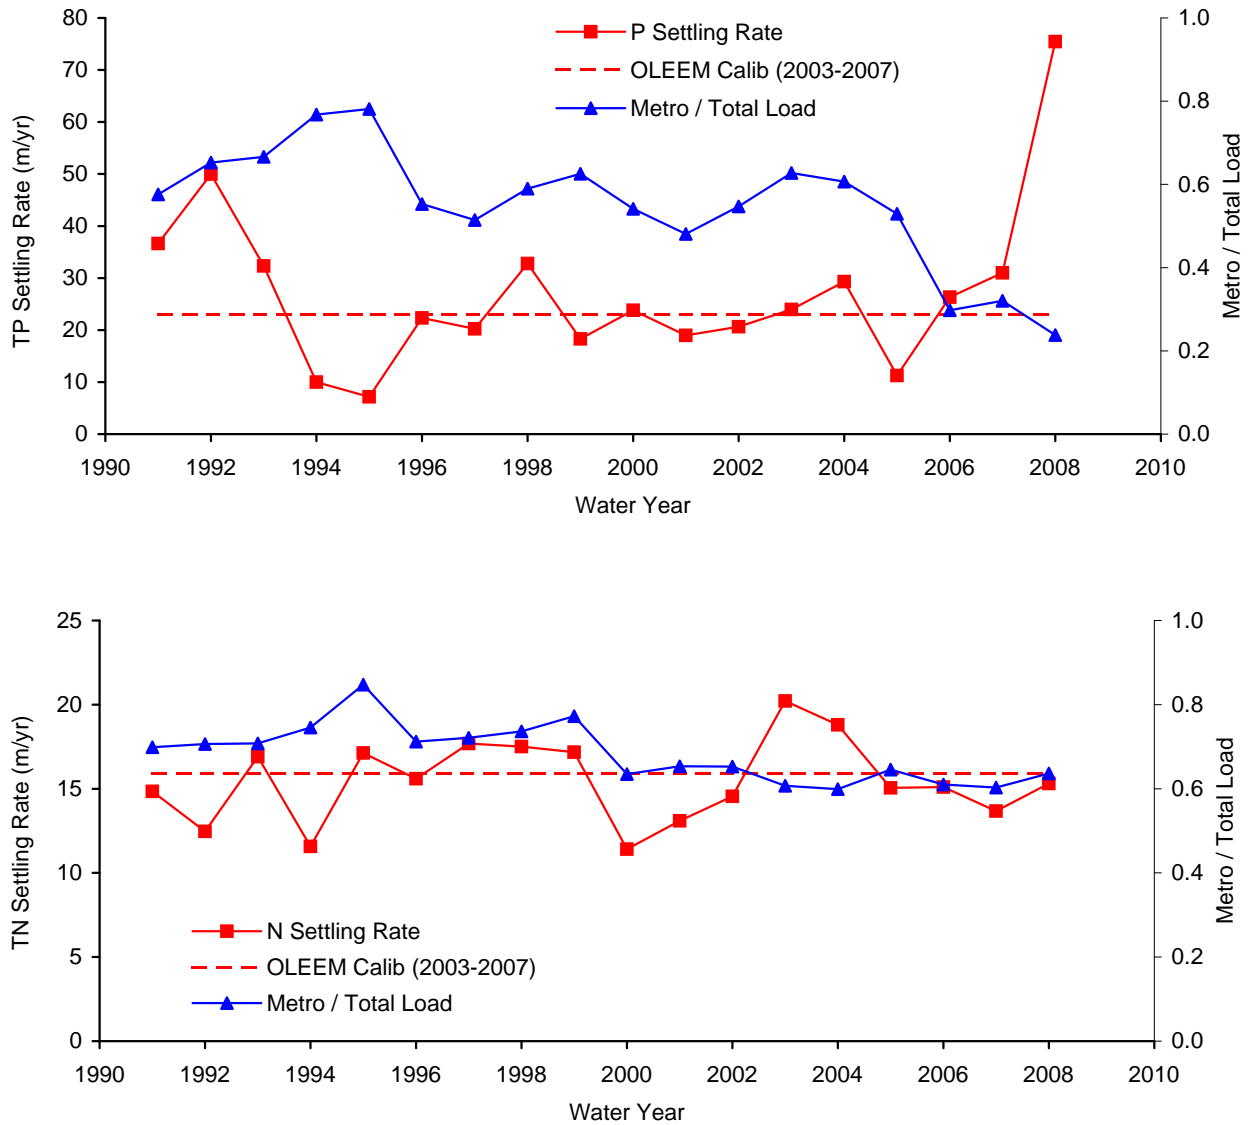 80
70
60
50
40
30
20
10
0
TP Settling Rate (m/yr)
P Settling Rate
OLEEM Calib (2003-2007)
Metro / Total Load
1.0
0.8
0.6
0.4
0.2
0.0
Metro / Total Load
1990 1992 1994 1996 1998 2000 2002 2004 2006 2008 2010
Water Year
25
20
15
10
5
0
TN Settling Rate (m/yr)
N Settling Rate
OLEEM Calib (2003-2007)
Metro / Total Load
1.0
0.8
0.6
0.4
0.2
0.0
Metro / Total Load
1990 1992 1994 1996 1998 2000 2002 2004 2006 2008 2010
Water Year